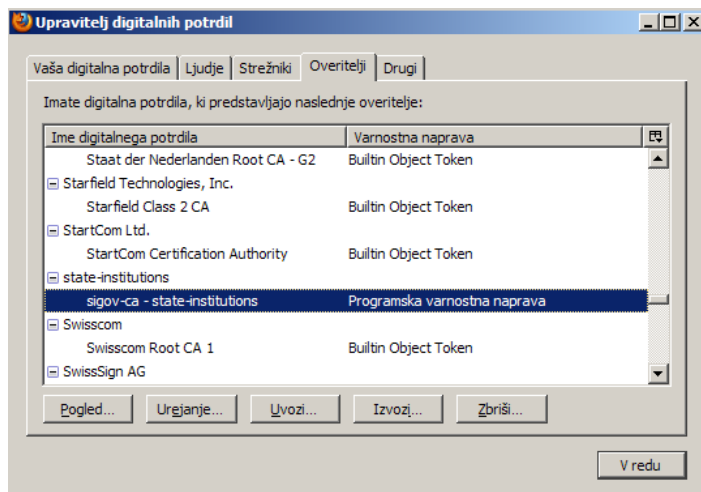 Upravitelj digitalnih potrdil
Vaša digitalna potrdila Ljudje Strežniki Overitelji Drugi
Imate digitalna potrdila, ki predstavljajo naslednje overitelje:
Ime digitalnega potrdila Varnostna naprava
Staat der Nederlanden Root CA - G2 Builtin Object Token
Starfield Technologies, Inc.
Starfield Class 2 CA Builtin Object Token
StartCom Ltd.
StartCom Certification Authority Builtin Object Token
state-institutions
sigov-ca - state-institutions Programska varnostna naprava
Swisscom
Swisscom Root CA 1 Builtin Object Token
SwissSign AG
Pogled... Urejanje... Uvozi... Izvozi... Zbriši...
V redu